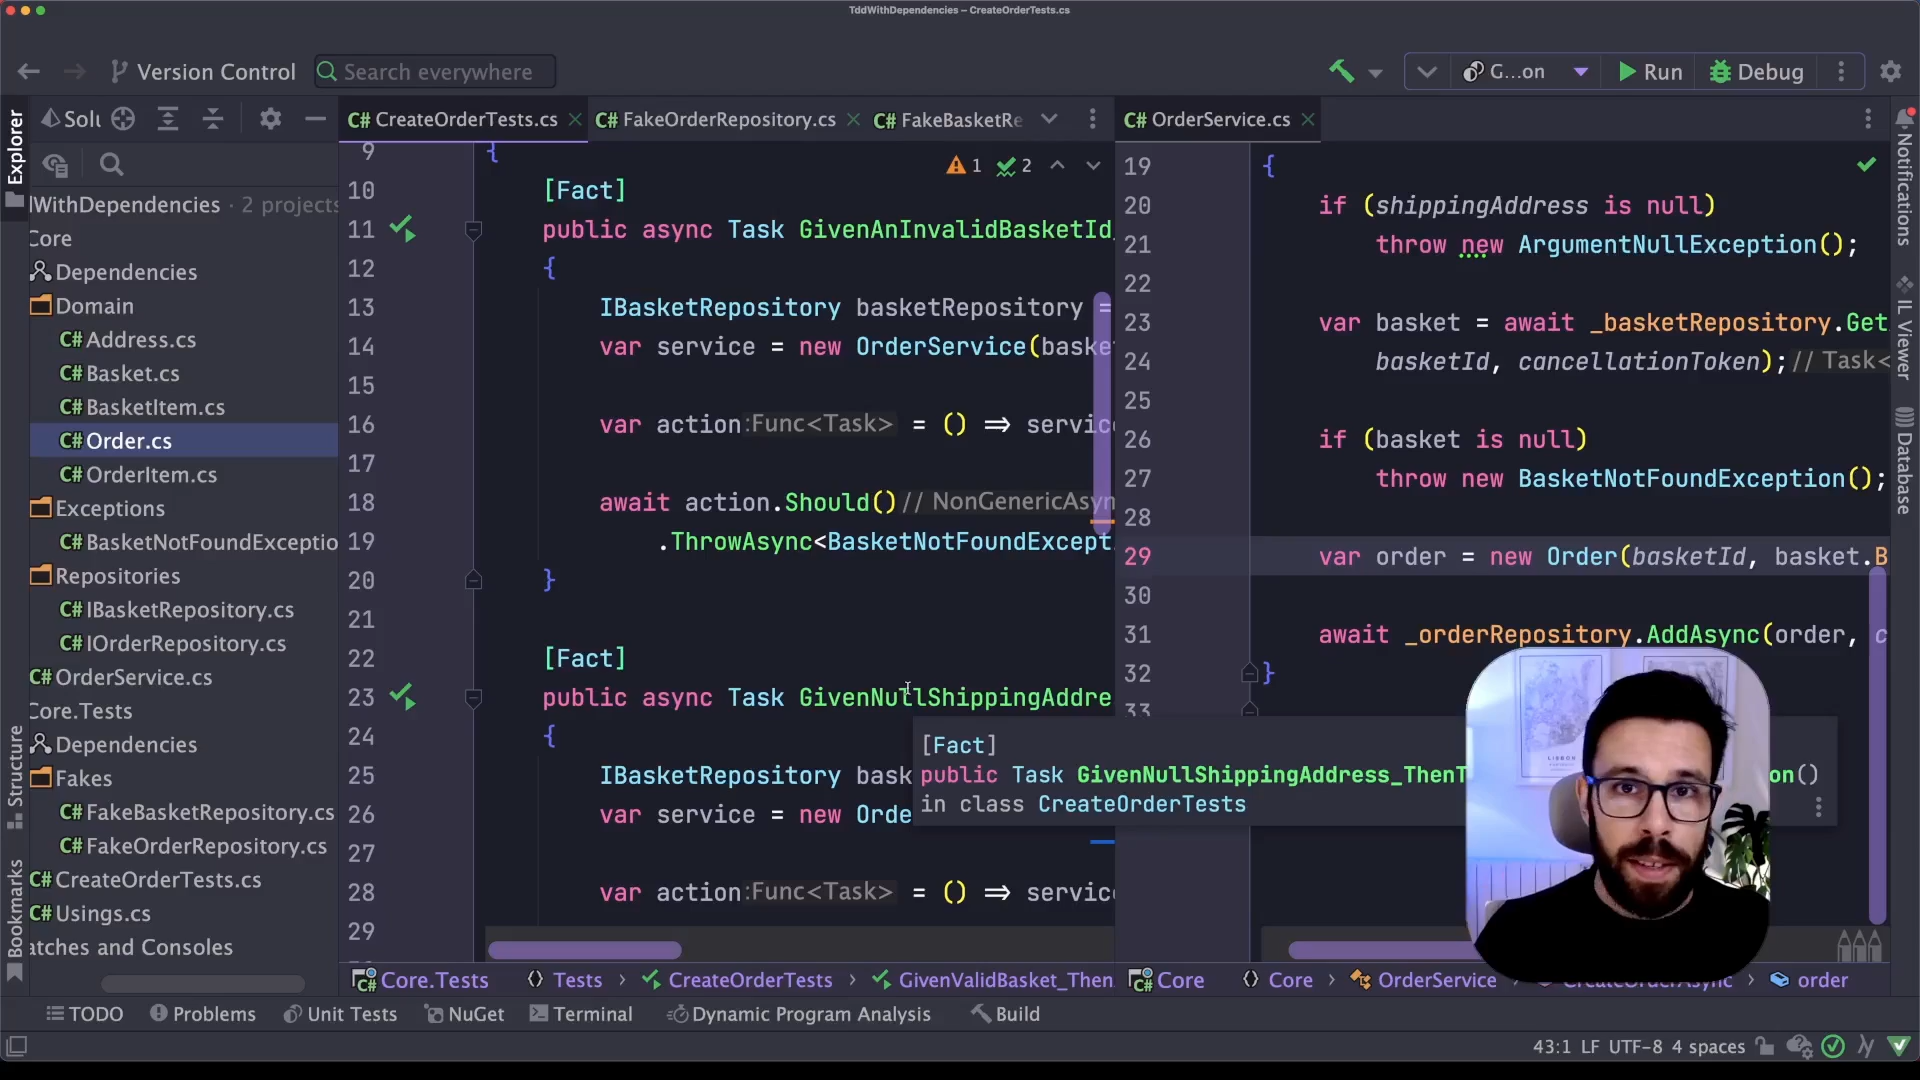 TddWithDependencies – CreateOrderTests.cs
Version Control
Search everywhere
G...on
Run
Debug
Explorer
Solu
C# CreateOrderTests.cs
C# FakeOrderRepository.cs
C# FakeBasketRe
C# OrderService.cs
WithDependencies · 2 projects
Core
Dependencies
Domain
C# Address.cs
C# Basket.cs
C# BasketItem.cs
C# Order.cs
C# OrderItem.cs
Exceptions
C# BasketNotFoundExceptio
Repositories
C# IBasketRepository.cs
C# IOrderRepository.cs
C# OrderService.cs
Core.Tests
Dependencies
Fakes
C# FakeBasketRepository.cs
C# FakeOrderRepository.cs
C# CreateOrderTests.cs
C# Usings.cs
atches and Consoles
Structure
Bookmarks
1 2
9 {
10 [Fact]
11 public async Task GivenAnInvalidBasketId_
12 {
13 IBasketRepository basketRepository =
14 var service = new OrderService(baske
15
16 var action:Func<Task> = () => servic
17
18 await action.Should()// NonGenericAsyn
19 .ThrowAsync<BasketNotFoundExcept
20 }
21
22 [Fact]
23 public async Task GivenNullShippingAddre
24 {
25 IBasketRepository bask
26 var service = new Orde
27
28 var action:Func<Task> = () => servic
29
[Fact]
public Task GivenNullShippingAddress_ThenT
on()
in class CreateOrderTests
19 {
20 if (shippingAddress is null)
21 throw new ArgumentNullException();
22
23 var basket = await _basketRepository.Get
24 basketId, cancellationToken);// Task<
25
26 if (basket is null)
27 throw new BasketNotFoundException();
28
29 var order = new Order(basketId, basket.B
30
31 await _orderRepository.AddAsync(order, c
32 }
33
LISBON
Notifications
IL Viewer
Database
Core.Tests
Tests
CreateOrderTests
GivenValidBasket_Then
Core
Core
OrderService
CreateOrderAsync
order
TODO
Problems
Unit Tests
NuGet
Terminal
Dynamic Program Analysis
Build
43:1 LF UTF-8 4 spaces